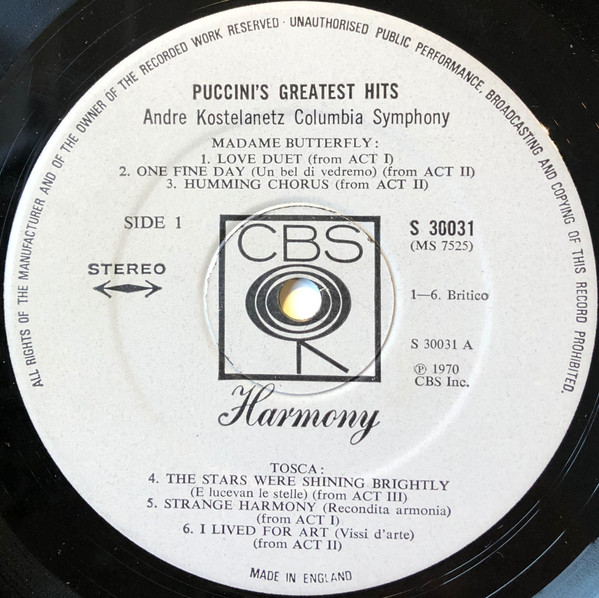 ALL RIGHTS OF THE MANUFACTURER AND OF THE OWNER OF THE RECORDED WORK RESERVED · UNAUTHORISED PUBLIC PERFORMANCE, BROADCASTING AND COPYING OF THIS RECORD PROHIBITED.
PUCCINI'S GREATEST HITS
Andre Kostelanetz Columbia Symphony
MADAME BUTTERFLY:
1. LOVE DUET (from ACT I)
2. ONE FINE DAY (Un bel di vedremo) (from ACT II)
3. HUMMING CHORUS (from ACT II)
SIDE 1
STEREO
CBS
S 30031
(MS 7525)
1—6. Britico
S 30031 A
℗ 1970
CBS Inc.
Harmony
TOSCA:
4. THE STARS WERE SHINING BRIGHTLY
(E lucevan le stelle) (from ACT III)
5. STRANGE HARMONY (Recondita armonia)
(from ACT I)
6. I LIVED FOR ART (Vissi d'arte)
(from ACT II)
MADE IN ENGLAND